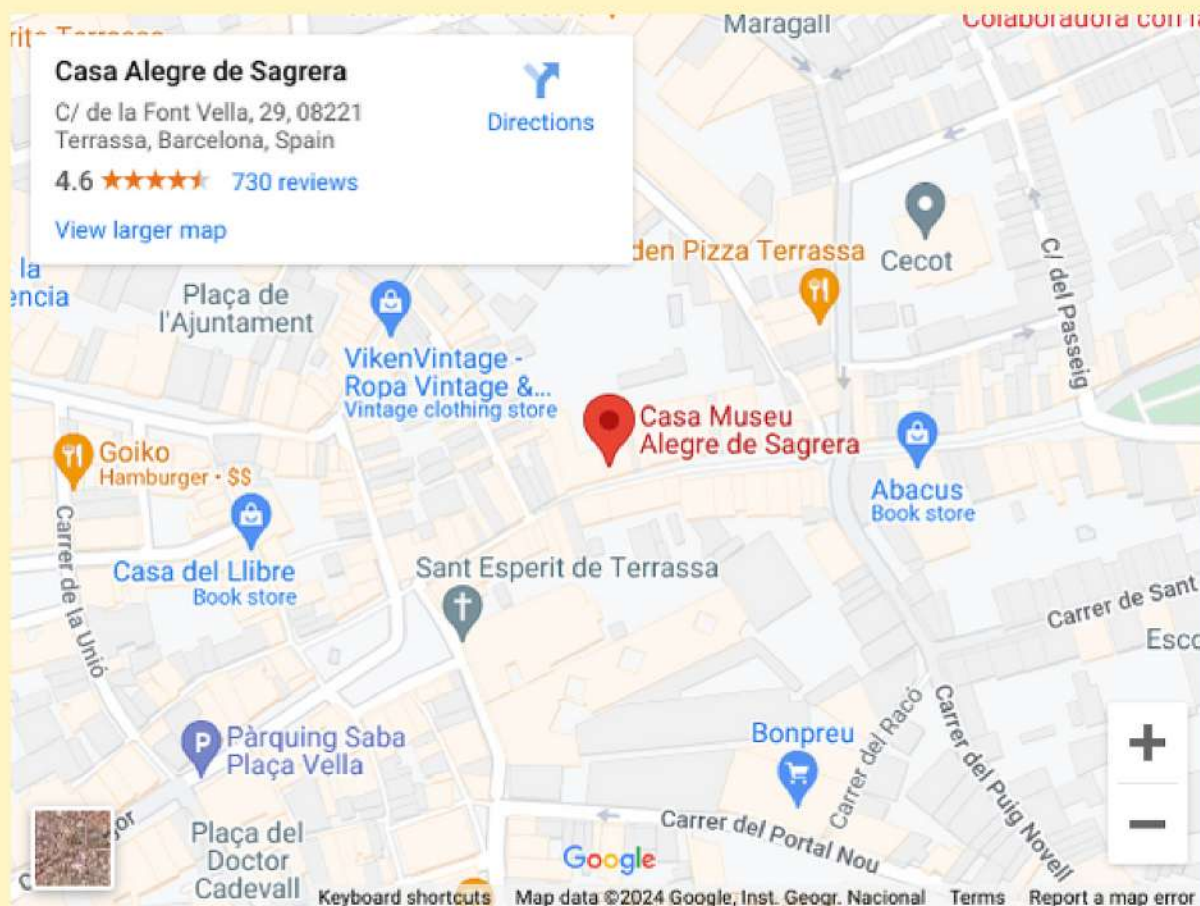 Maragall
Colaboradora con la
Casa Alegre de Sagrera
C/ de la Font Vella, 29, 08221
Terrassa, Barcelona, Spain
4.6
730 reviews
View larger map
Directions
den Pizza Terrassa
Cecot
C/ del Passeig
la
encia
Plaça de
l'Ajuntament
VikenVintage -
Ropa Vintage &...
Vintage clothing store
Casa Museu
Alegre de Sagrera
Goiko
Hamburger · $$
Abacus
Book store
Casa del Llibre
Book store
Carrer de la Unió
Sant Esperit de Terrassa
Carrer de Sant
Esco
P
Pàrquing Saba
Plaça Vella
Bonpreu
Carrer del Racó
Carrer del Puig Novell
Carrer del Portal Nou
Plaça del
Doctor
Cadevall
Google
Keyboard shortcuts
Map data ©2024 Google, Inst. Geogr. Nacional
Terms
Report a map error